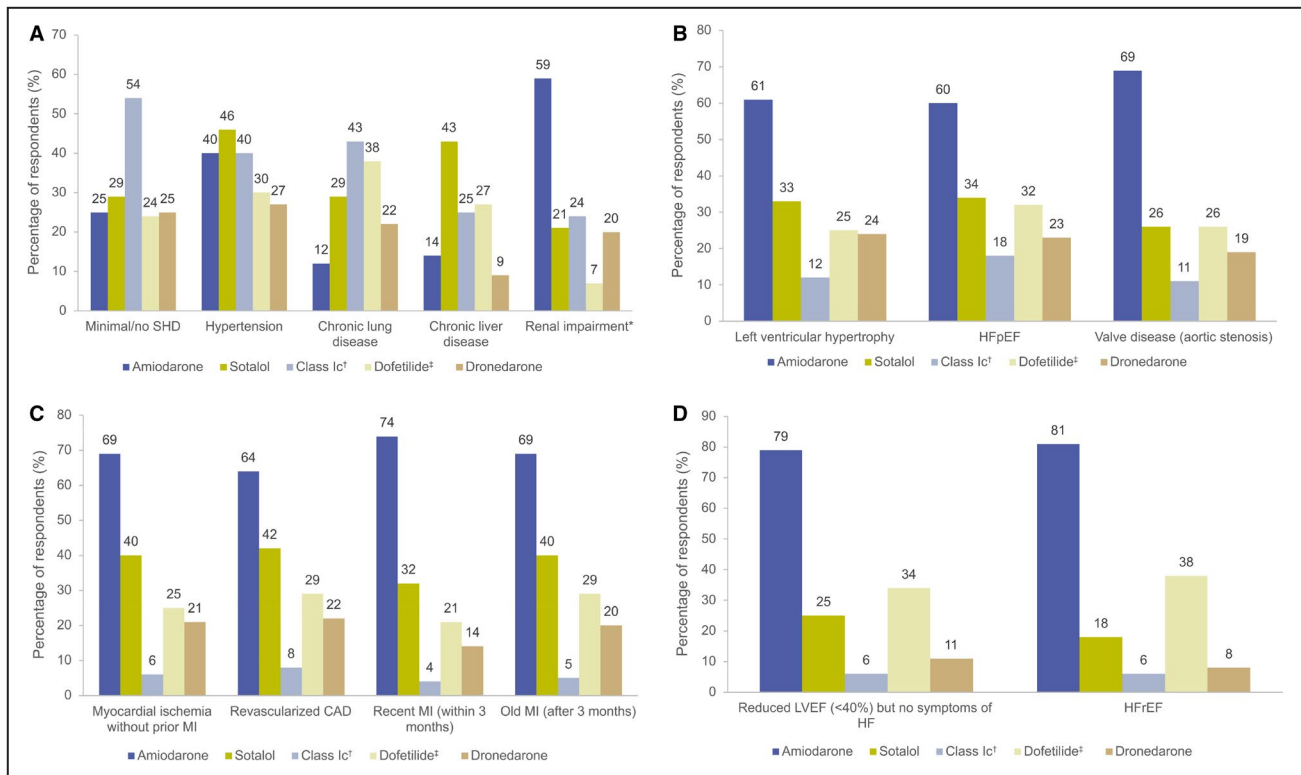 A
Percentage of respondents (%)
70
60
50
40
30
20
10
0
25 29 54 24 25
40 46 40 30 27
12 29 43 38 22
14 43 25 27 9
59 21 24 7 20
Minimal/no SHD
Hypertension
Chronic lung
disease
Chronic liver
disease
Renal impairment*
Amiodarone Sotalol Class Ic† Dofetilide‡ Dronedarone
B
Percentage of respondents (%)
80
70
60
50
40
30
20
10
0
61 33 12 25 24
60 34 18 32 23
69 26 11 26 19
Left ventricular hypertrophy
HFpEF
Valve disease (aortic stenosis)
Amiodarone Sotalol Class Ic† Dofetilide‡ Dronedarone
C
Percentage of respondents (%)
80
70
60
50
40
30
20
10
0
69 40 6 25 21
64 42 8 29 22
74 32 4 21 14
69 40 5 29 20
Myocardial ischemia
without prior MI
Revascularized CAD
Recent MI (within 3
months)
Old MI (after 3 months)
Amiodarone Sotalol Class Ic† Dofetilide‡ Dronedarone
D
Percentage of respondents (%)
90
80
70
60
50
40
30
20
10
0
79 25 6 34 11
81 18 6 38 8
Reduced LVEF (<40%) but no symptoms of
HF
HFrEF
Amiodarone Sotalol Class Ic† Dofetilide‡ Dronedarone